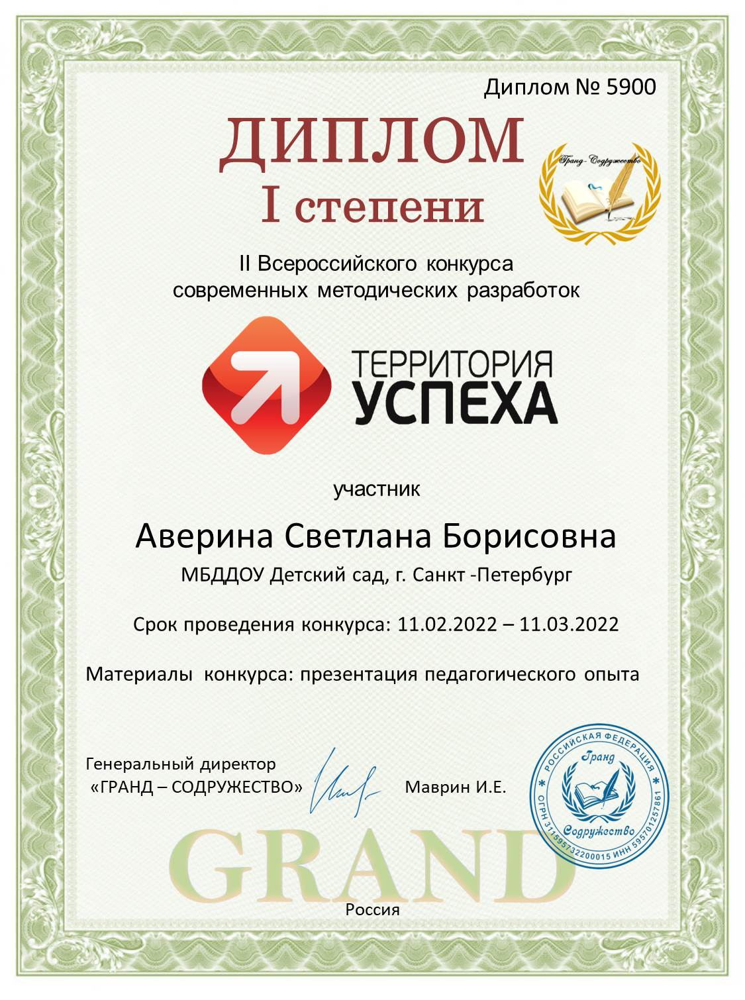 Диплом № 5900
ДИПЛОМ
I степени
Гранд-Содружество
II Всероссийского конкурса
современных методических разработок
ТЕРРИТОРИЯ
УСПЕХА
участник
Аверина Светлана Борисовна
МБДДОУ Детский сад, г. Санкт -Петербург
Срок проведения конкурса: 11.02.2022 – 11.03.2022
Материалы конкурса: презентация педагогического опыта
Генеральный директор
«ГРАНД – СОДРУЖЕСТВО»
Маврин И.Е.
* РОССИЙСКАЯ ФЕДЕРАЦИЯ *
ОГРН 311595732200015 ИНН 595701257861
Гранд
Содружество
GRAND
Россия